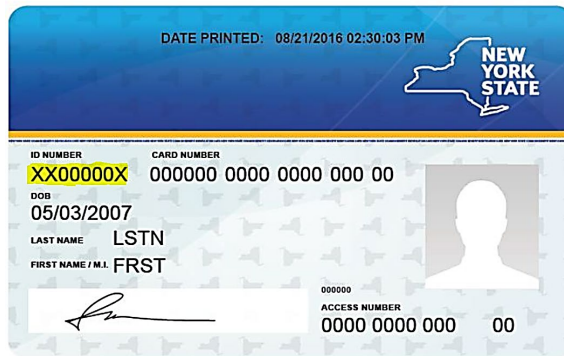 DATE PRINTED: 08/21/2016 02:30:03 PM
NEW
YORK
STATE
ID NUMBER CARD NUMBER
XX00000X 000000 0000 0000 000 00
DOB
05/03/2007
LAST NAME LSTN
FIRST NAME / M.I. FRST
000000
ACCESS NUMBER
0000 0000 000 00